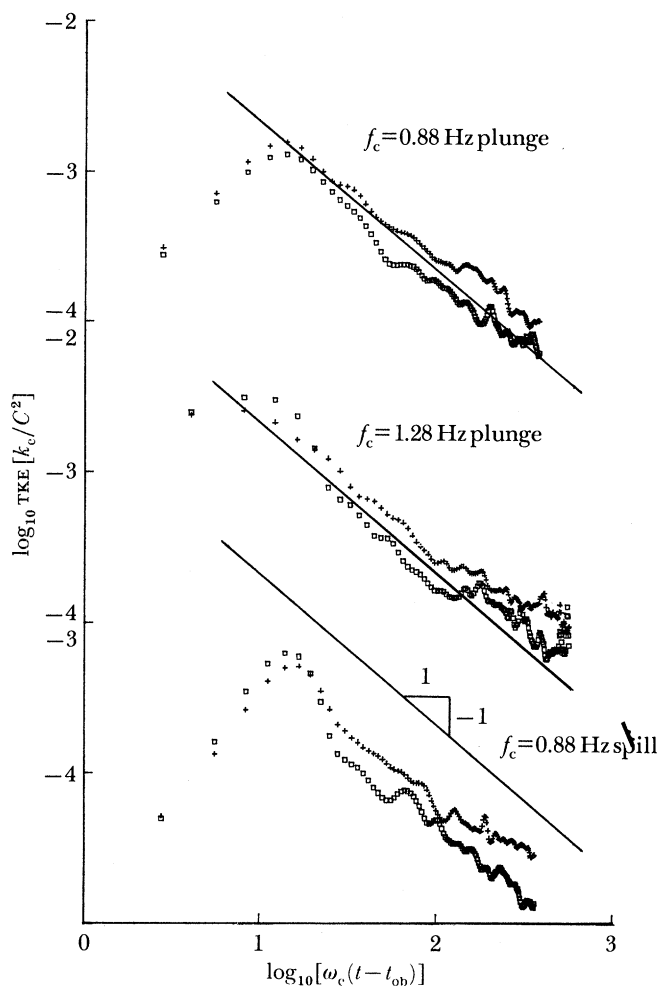 −2
f_c=0.88 Hz plunge
−3
−4
−2
f_c=1.28 Hz plunge
−3
log₁₀ TKE [k_c/C²]
−4
−3
1
−1
f_c=0.88 Hz spill
−4
0
1
2
3
log₁₀[ω_c(t−t_ob)]